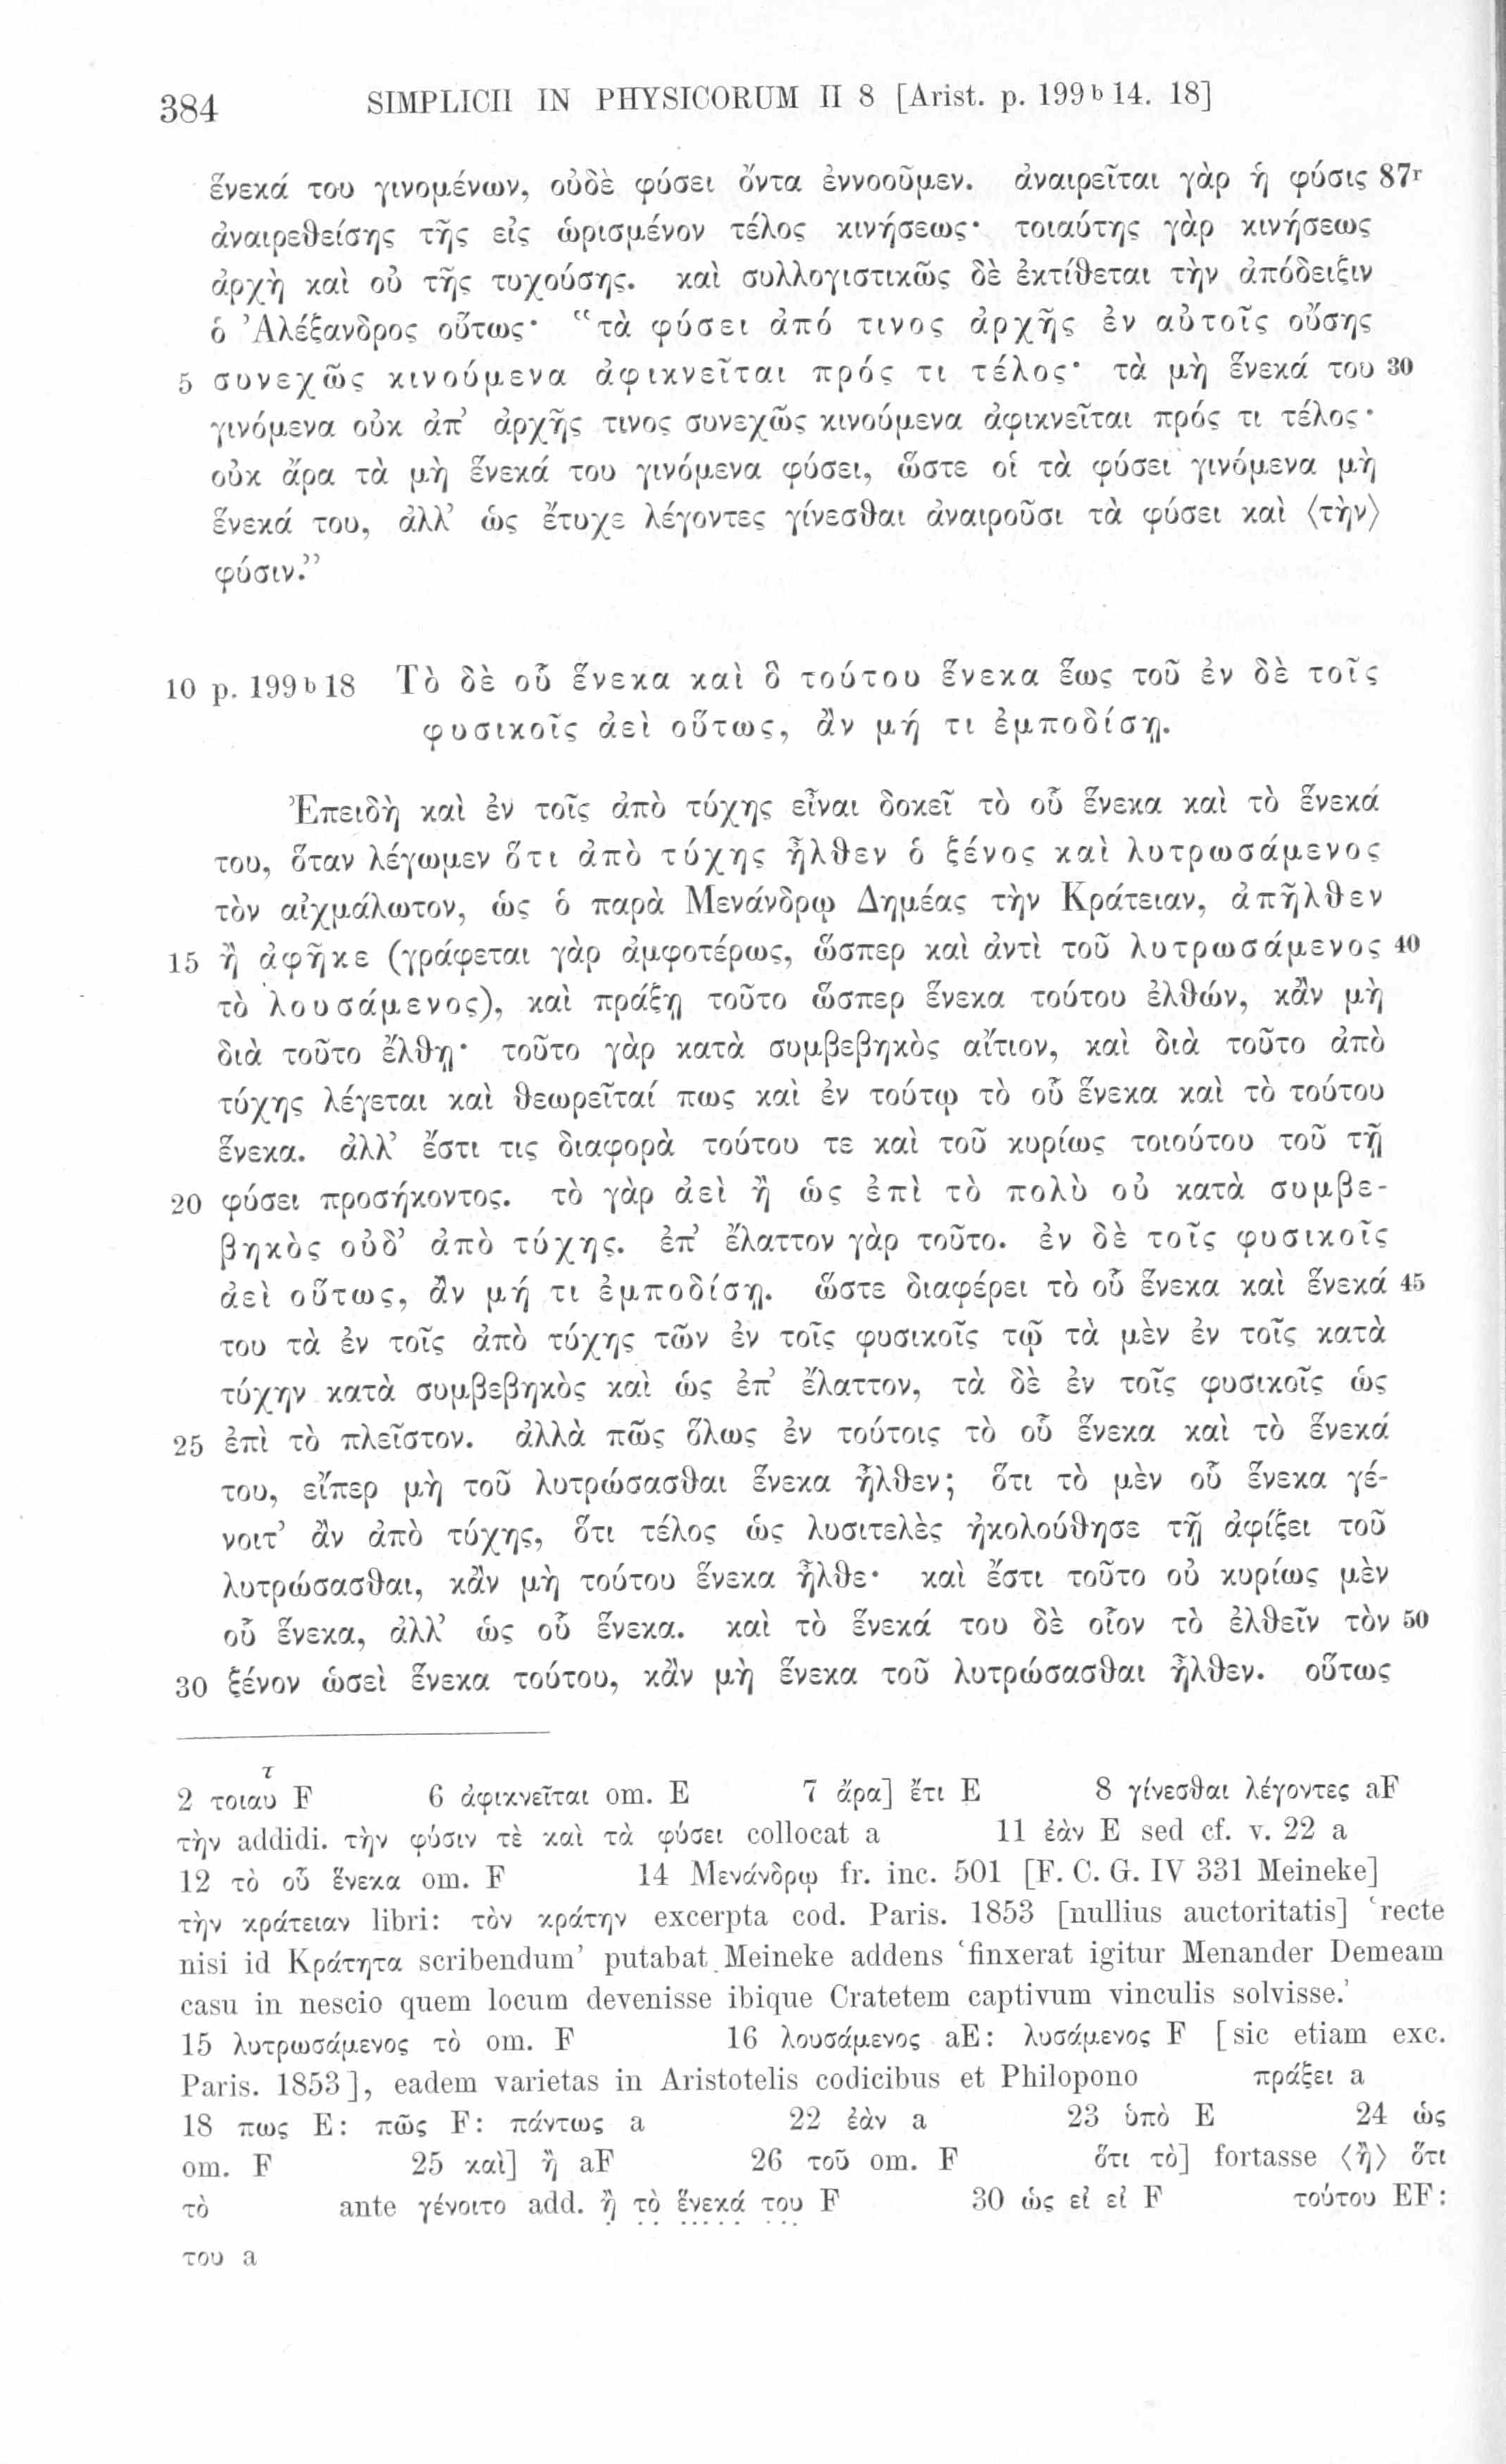 384 SIMPLICII IN PHYSICORUM II 8 [Arist. p. 199 b 14. 18]
ἕνεκά του γινομένων, οὐδὲ φύσει ὄντα ἐννοοῦμεν. ἀναιρεῖται γὰρ ἡ φύσις 87r
ἀναιρεθείσης τῆς εἰς ὡρισμένον τέλος κινήσεως· τοιαύτης γὰρ κινήσεως
ἀρχὴ καὶ οὐ τῆς τυχούσης. καὶ συλλογιστικῶς δὲ ἐκτίθεται τὴν ἀπόδειξιν
ὁ Ἀλέξανδρος οὕτως· “τὰ φύσει ἀπό τινος ἀρχῆς ἐν αὐτοῖς οὔσης
5 συνεχῶς κινούμενα ἀφικνεῖται πρός τι τέλος· τὰ μὴ ἕνεκά του 30
γινόμενα οὐκ ἀπ’ ἀρχῆς τινος συνεχῶς κινούμενα ἀφικνεῖται πρός τι τέλος·
οὐκ ἄρα τὰ μὴ ἕνεκά του γινόμενα φύσει, ὥστε οἱ τὰ φύσει γινόμενα μὴ
ἕνεκά του, ἀλλ’ ὡς ἔτυχε λέγοντες γίνεσθαι ἀναιροῦσι τὰ φύσει καὶ ⟨τὴν⟩
φύσιν.”
10 p. 199 b 18 Τὸ δὲ οὗ ἕνεκα καὶ ὃ τούτου ἕνεκα ἕως τοῦ ἐν δὲ τοῖς
φυσικοῖς ἀεὶ οὕτως, ἂν μή τι ἐμποδίσῃ.
Ἐπειδὴ καὶ ἐν τοῖς ἀπὸ τύχης εἶναι δοκεῖ τὸ οὗ ἕνεκα καὶ τὸ ἕνεκά
του, ὅταν λέγωμεν ὅτι ἀπὸ τύχης ἦλθεν ὁ ξένος καὶ λυτρωσάμενος
τὸν αἰχμάλωτον, ὡς ὁ παρὰ Μενάνδρῳ Δημέας τὴν Κράτειαν, ἀπῆλθεν
15 ἢ ἀφῆκε (γράφεται γὰρ ἀμφοτέρως, ὥσπερ καὶ ἀντὶ τοῦ λυτρωσάμενος 40
τὸ λουσάμενος), καὶ πράξῃ τοῦτο ὥσπερ ἕνεκα τούτου ἐλθών, κἂν μὴ
διὰ τοῦτο ἔλθῃ· τοῦτο γὰρ κατὰ συμβεβηκὸς αἴτιον, καὶ διὰ τοῦτο ἀπὸ
τύχης λέγεται καὶ θεωρεῖταί πως καὶ ἐν τούτῳ τὸ οὗ ἕνεκα καὶ τὸ τούτου
ἕνεκα. ἀλλ’ ἔστι τις διαφορὰ τούτου τε καὶ τοῦ κυρίως τοιούτου τοῦ τῇ
20 φύσει προσήκοντος. τὸ γὰρ ἀεὶ ἢ ὡς ἐπὶ τὸ πολὺ οὐ κατὰ συμβε-
βηκὸς οὐδ’ ἀπὸ τύχης. ἐπ’ ἔλαττον γὰρ τοῦτο. ἐν δὲ τοῖς φυσικοῖς
ἀεὶ οὕτως, ἂν μή τι ἐμποδίσῃ. ὥστε διαφέρει τὸ οὗ ἕνεκα καὶ ἕνεκά 45
του τὰ ἐν τοῖς ἀπὸ τύχης τῶν ἐν τοῖς φυσικοῖς τῷ τὰ μὲν ἐν τοῖς κατὰ
τύχην κατὰ συμβεβηκὸς καὶ ὡς ἐπ’ ἔλαττον, τὰ δὲ ἐν τοῖς φυσικοῖς ὡς
25 ἐπὶ τὸ πλεῖστον. ἀλλὰ πῶς ὅλως ἐν τούτοις τὸ οὗ ἕνεκα καὶ τὸ ἕνεκά
του, εἴπερ μὴ τοῦ λυτρώσασθαι ἕνεκα ἦλθεν; ὅτι τὸ μὲν οὗ ἕνεκα γέ-
νοιτ’ ἂν ἀπὸ τύχης, ὅτι τέλος ὡς λυσιτελὲς ἠκολούθησε τῇ ἀφίξει τοῦ
λυτρώσασθαι, κἂν μὴ τούτου ἕνεκα ἦλθε· καὶ ἔστι τοῦτο οὐ κυρίως μὲν
οὗ ἕνεκα, ἀλλ’ ὡς οὗ ἕνεκα. καὶ τὸ ἕνεκά του δὲ οἷον τὸ ἐλθεῖν τὸν 50
30 ξένον ὡσεὶ ἕνεκα τούτου, κἂν μὴ ἕνεκα τοῦ λυτρώσασθαι ἦλθεν. οὕτως
2 τοιαυτ F 6 ἀφικνεῖται om. E 7 ἄρα] ἔτι E 8 γίνεσθαι λέγοντες aF
τὴν addidi. τὴν φύσιν τὲ καὶ τὰ φύσει collocat a 11 ἐὰν E sed cf. v. 22 a
12 τὸ οὗ ἕνεκα om. F 14 Μενάνδρῳ fr. inc. 501 [F. C. G. IV 331 Meineke]
τὴν κράτειαν libri: τὸν κράτην excerpta cod. Paris. 1853 [nullius auctoritatis] ‘recte
nisi id Κράτητα scribendum’ putabat Meineke addens ‘finxerat igitur Menander Demeam
casu in nescio quem locum devenisse ibique Cratetem captivum vinculis solvisse.’
15 λυτρωσάμενος τὸ om. F 16 λουσάμενος aE: λυσάμενος F [sic etiam exc.
Paris. 1853], eadem varietas in Aristotelis codicibus et Philopono πράξει a
18 πως E: πῶς F: πάντως a 22 ἐὰν a 23 ὑπὸ E 24 ὡς
om. F 25 καὶ] ἢ aF 26 τοῦ om. F ὅτι τὸ] fortasse ⟨ἢ⟩ ὅτι
τὸ ante γένοιτο add. ἢ τὸ ἕνεκά του F 30 ὡς εἰ εἰ F τούτου EF:
του a